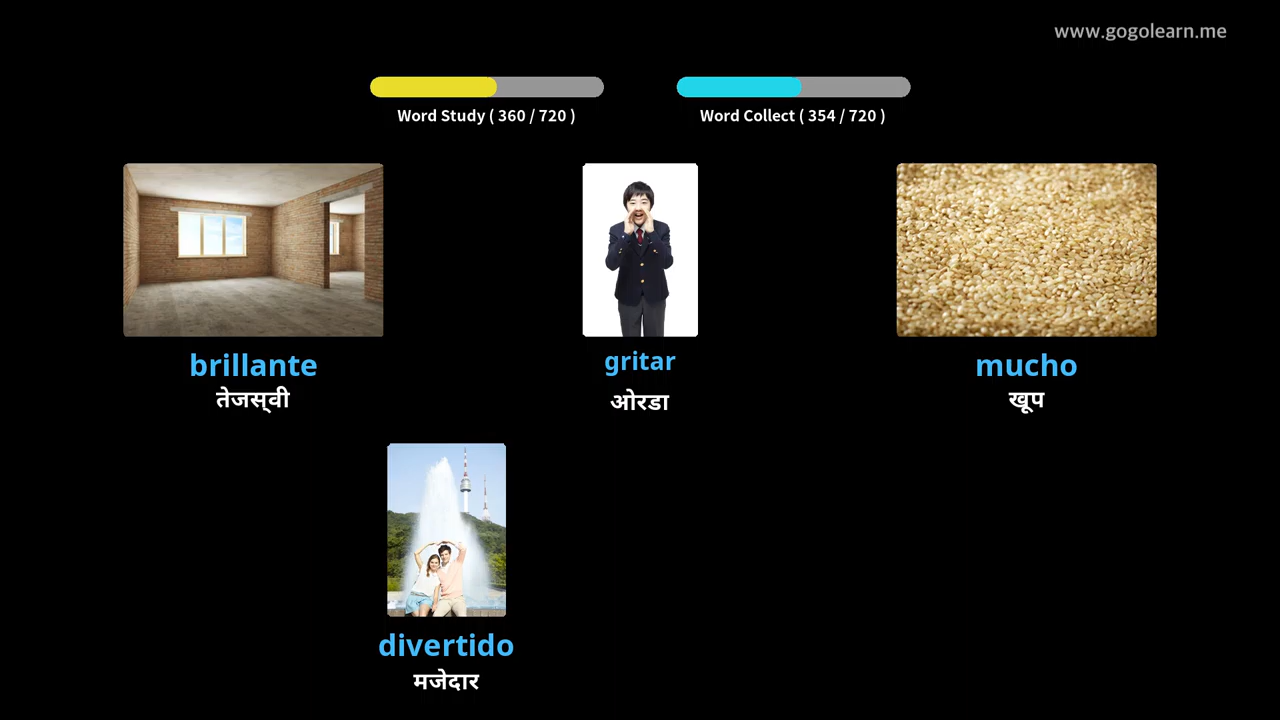 www.gogolearn.me
Word Study ( 360 / 720 )
Word Collect ( 354 / 720 )
brillante
तेजस्वी
gritar
ओरडा
mucho
खूप
divertido
मजेदार